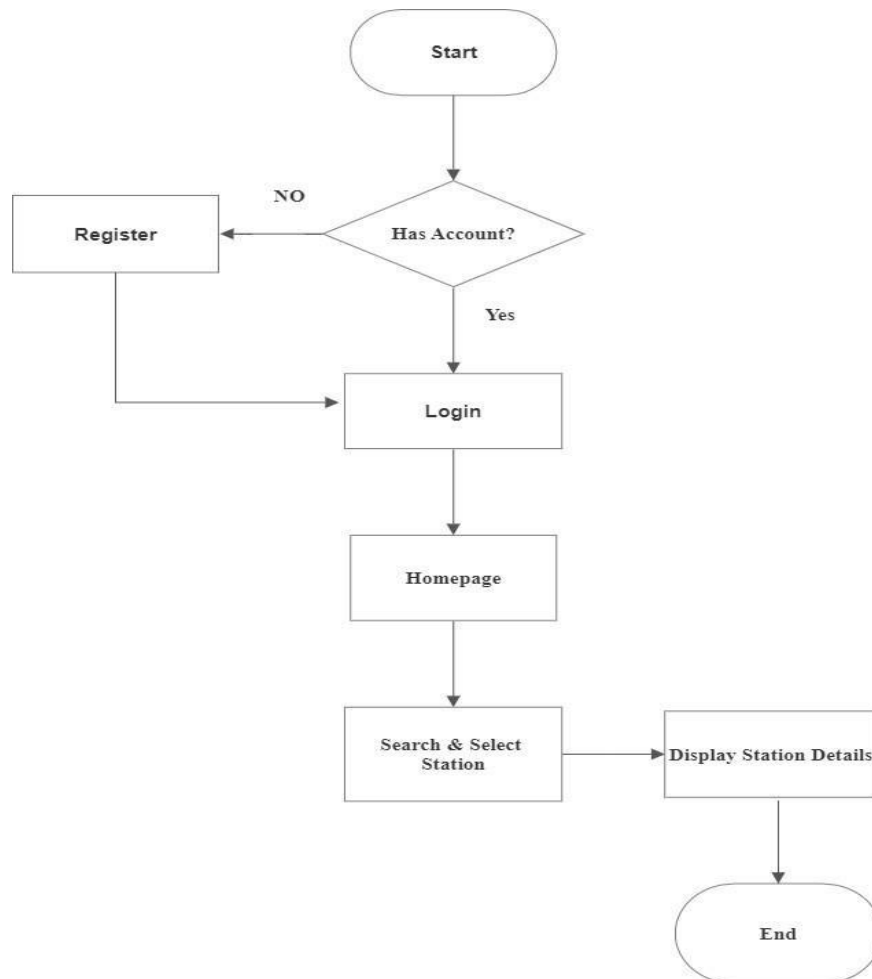 Start
NO
Has Account?
Register
Yes
Login
Homepage
Search & Select
Station
Display Station Details
End